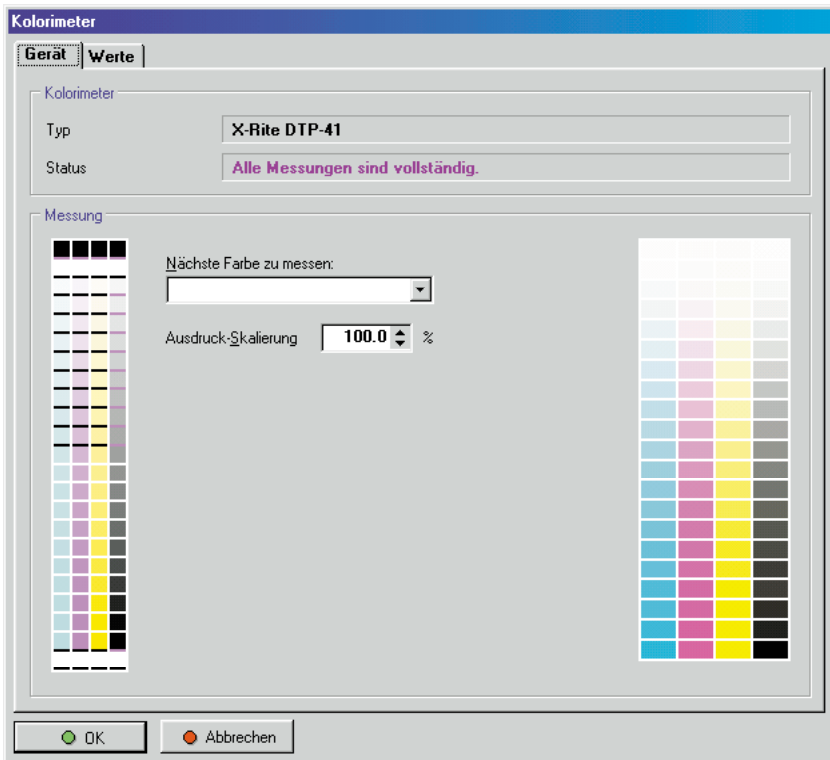 Kolorimeter
Gerät Werte
Kolorimeter
Typ X-Rite DTP-41
Status Alle Messungen sind vollständig.
Messung
Nächste Farbe zu messen:
Ausdruck-Skalierung 100.0 %
OK Abbrechen